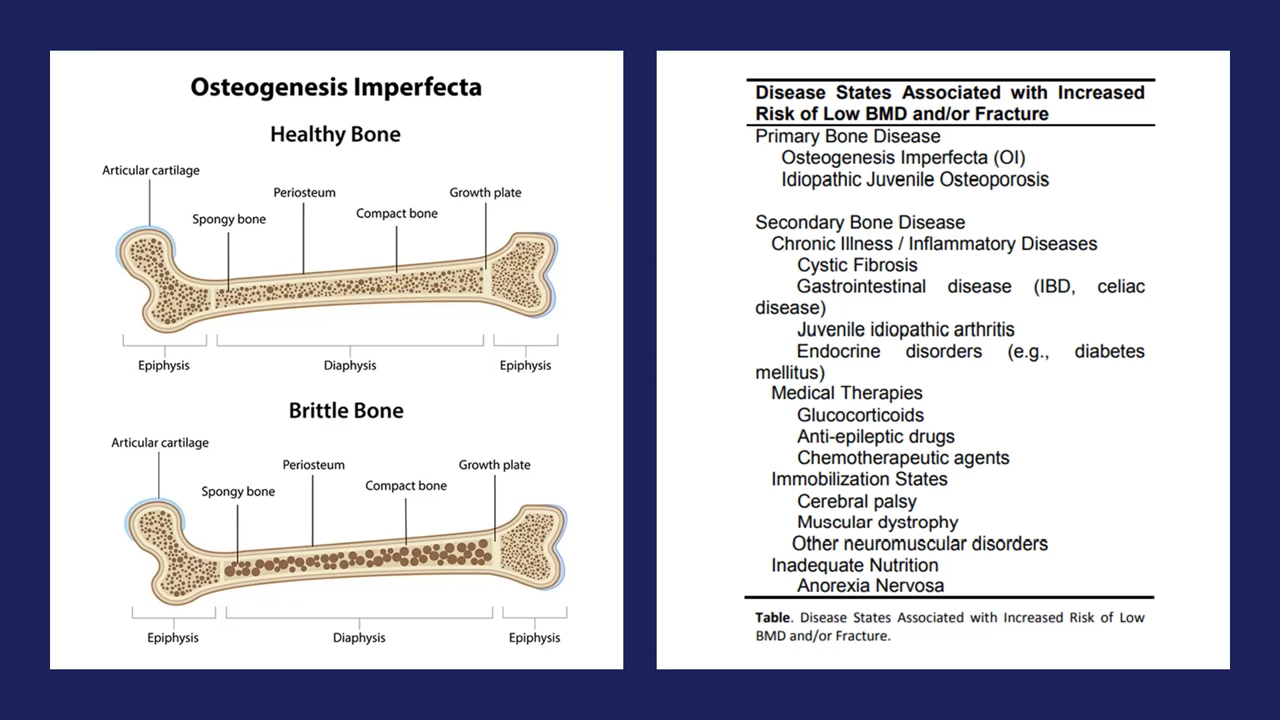 Osteogenesis Imperfecta
Healthy Bone
Articular cartilage
Periosteum
Growth plate
Spongy bone
Compact bone
Epiphysis
Diaphysis
Epiphysis
Brittle Bone
Articular cartilage
Periosteum
Growth plate
Spongy bone
Compact bone
Epiphysis
Diaphysis
Epiphysis
Disease States Associated with Increased
Risk of Low BMD and/or Fracture
Primary Bone Disease
Osteogenesis Imperfecta (OI)
Idiopathic Juvenile Osteoporosis
Secondary Bone Disease
Chronic Illness / Inflammatory Diseases
Cystic Fibrosis
Gastrointestinal disease (IBD, celiac
disease)
Juvenile idiopathic arthritis
Endocrine disorders (e.g., diabetes
mellitus)
Medical Therapies
Glucocorticoids
Anti-epileptic drugs
Chemotherapeutic agents
Immobilization States
Cerebral palsy
Muscular dystrophy
Other neuromuscular disorders
Inadequate Nutrition
Anorexia Nervosa
Table. Disease States Associated with Increased Risk of Low
BMD and/or Fracture.